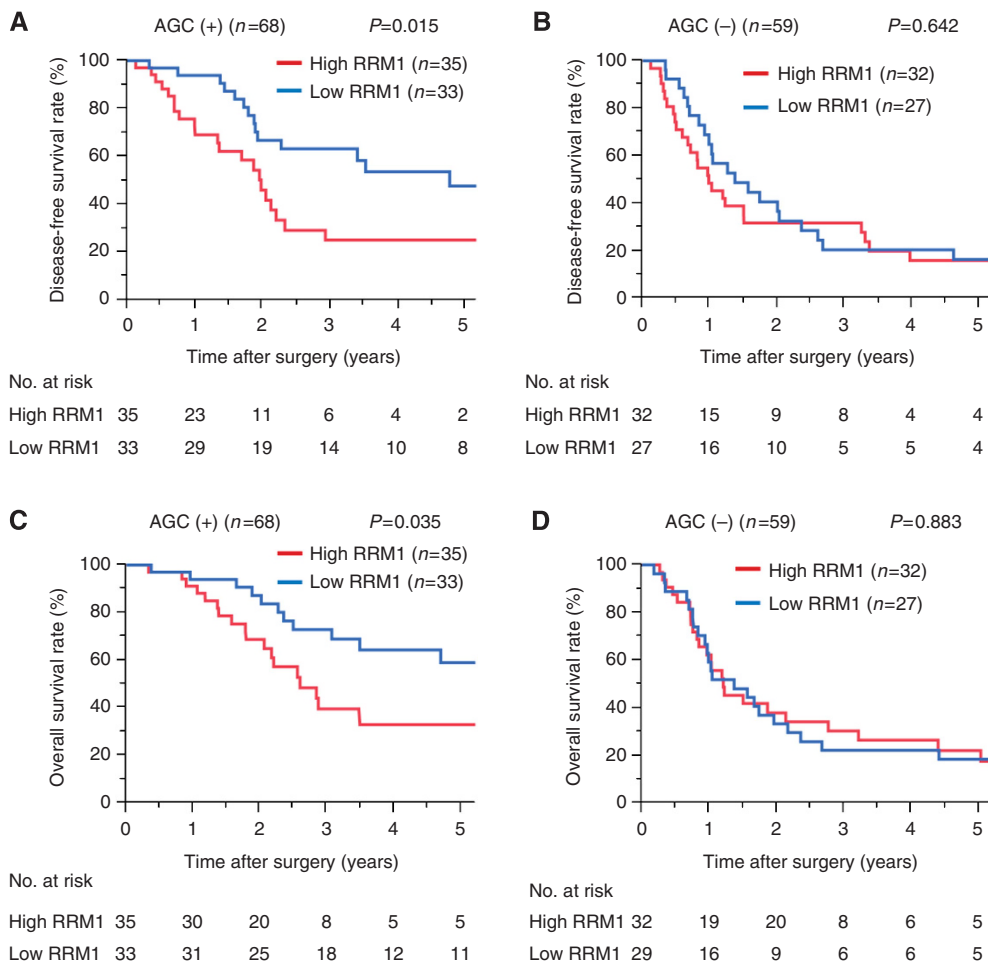 A
AGC (+) (n=68)
P=0.015
High RRM1 (n=35)
Low RRM1 (n=33)
Disease-free survival rate (%)
100
80
60
40
20
0
0 1 2 3 4 5
Time after surgery (years)
No. at risk
High RRM1 35 23 11 6 4 2
Low RRM1 33 29 19 14 10 8
B
AGC (–) (n=59)
P=0.642
High RRM1 (n=32)
Low RRM1 (n=27)
Disease-free survival rate (%)
100
80
60
40
20
0
0 1 2 3 4 5
Time after surgery (years)
No. at risk
High RRM1 32 15 9 8 4 4
Low RRM1 27 16 10 5 5 4
C
AGC (+) (n=68)
P=0.035
High RRM1 (n=35)
Low RRM1 (n=33)
Overall survival rate (%)
100
80
60
40
20
0
0 1 2 3 4 5
Time after surgery (years)
No. at risk
High RRM1 35 30 20 8 5 5
Low RRM1 33 31 25 18 12 11
D
AGC (–) (n=59)
P=0.883
High RRM1 (n=32)
Low RRM1 (n=27)
Overall survival rate (%)
100
80
60
40
20
0
0 1 2 3 4 5
Time after surgery (years)
No. at risk
High RRM1 32 19 20 8 6 5
Low RRM1 29 16 9 6 6 5